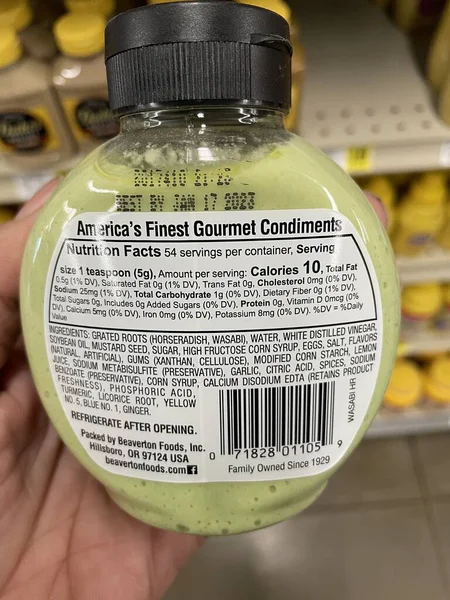 BEST BY JAN 17 2023
America's Finest Gourmet Condiments
Nutrition Facts 54 servings per container, Serving
size 1 teaspoon (5g), Amount per serving: Calories 10, Total Fat
0.5g (1% DV), Saturated Fat 0g (1% DV), Trans Fat 0g, Cholesterol 0mg (0% DV),
Sodium 25mg (1% DV), Total Carbohydrate 1g (0% DV), Dietary Fiber 0g (1% DV),
Total Sugars 0g, Includes 0g Added Sugars (0% DV), Protein 0g, Vitamin D 0mcg (0%
DV), Calcium 5mg (0% DV), Iron 0mg (0% DV), Potassium 8mg (0% DV). %DV = %Daily
Value
INGREDIENTS: GRATED ROOTS (HORSERADISH, WASABI), WATER, WHITE DISTILLED VINEGAR,
SOYBEAN OIL, MUSTARD SEED, SUGAR, HIGH FRUCTOSE CORN SYRUP, EGGS, SALT, FLAVORS
(NATURAL, ARTIFICIAL), GUMS (XANTHAN, CELLULOSE), MODIFIED CORN STARCH, LEMON
JUICE, SODIUM METABISULFITE (PRESERVATIVE), GARLIC, CITRIC ACID, SPICES, SODIUM
BENZOATE (PRESERVATIVE), CORN SYRUP, CALCIUM DISODIUM EDTA (RETAINS PRODUCT
FRESHNESS), PHOSPHORIC ACID,
TURMERIC, LICORICE ROOT, YELLOW
NO. 5, BLUE NO. 1, GINGER.
REFRIGERATE AFTER OPENING.
Packed by Beaverton Foods, Inc.
Hillsboro, OR 97124 USA
beavertonfoods.com
0 71828 01105 9
Family Owned Since 1929
WASABI HR